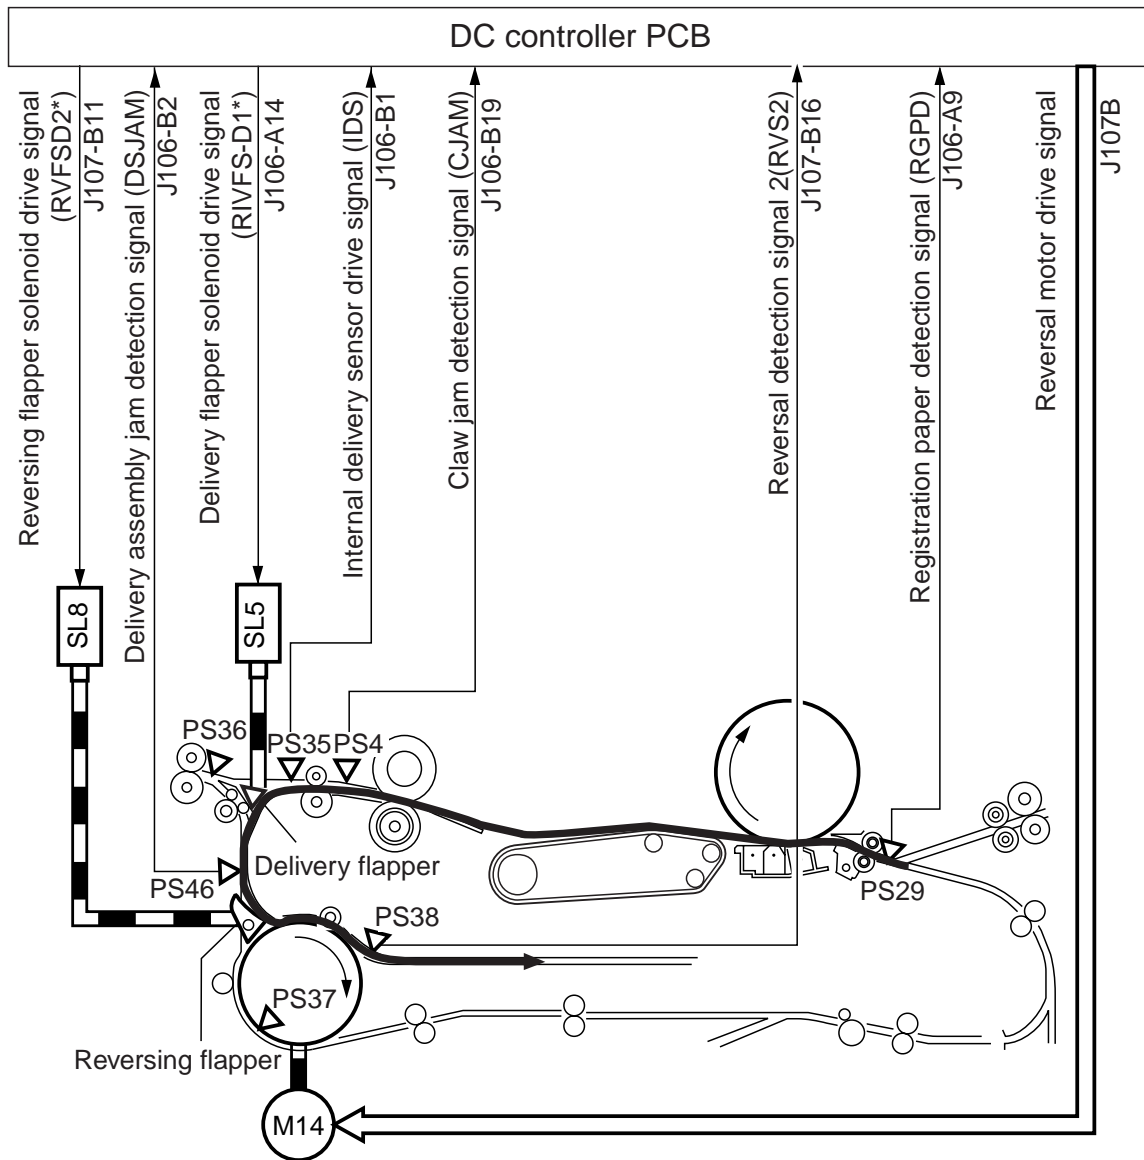 DC controller PCB
Reversing flapper solenoid drive signal
(RVFSD2*)
J107-B11
Delivery assembly jam detection signal (DSJAM)
J106-B2
Delivery flapper solenoid drive signal
(RIVFS-D1*)
J106-A14
Internal delivery sensor drive signal (IDS)
J106-B1
Claw jam detection signal (CJAM)
J106-B19
Reversal detection signal 2(RVS2)
J107-B16
Registration paper detection signal (RGPD)
J106-A9
Reversal motor drive signal
J107B
SL8
SL5
PS36
PS35
PS4
Delivery flapper
PS46
PS29
PS38
PS37
Reversing flapper
M14